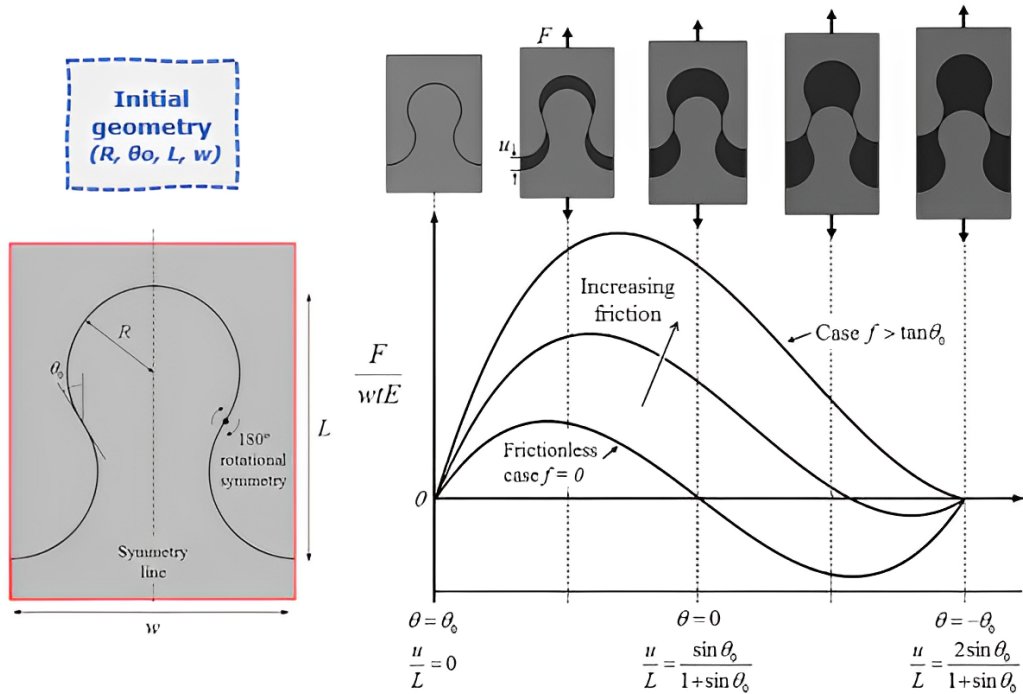 Initial
geometry
(R, θo, L, w)
F
u
R
θ₀
L
180°
rotational
symmetry
Symmetry
line
w
F
wtE
0
Increasing
friction
Case f > tanθ₀
Frictionless
case f = 0
θ = θ₀
u/L = 0
θ = 0
u/L = sinθ₀/1+sinθ₀
θ = −θ₀
u/L = 2sinθ₀/1+sinθ₀